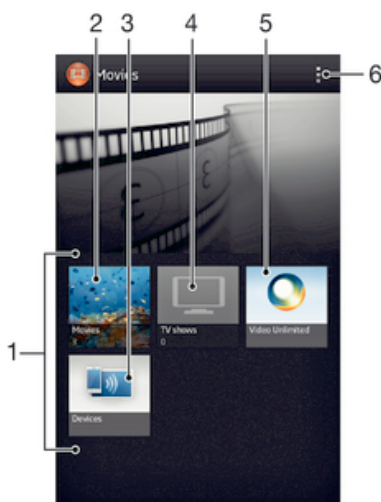 2 3 4 5
Movies
6
1
Movies
TV shows
0
Video Unlimited
Devices